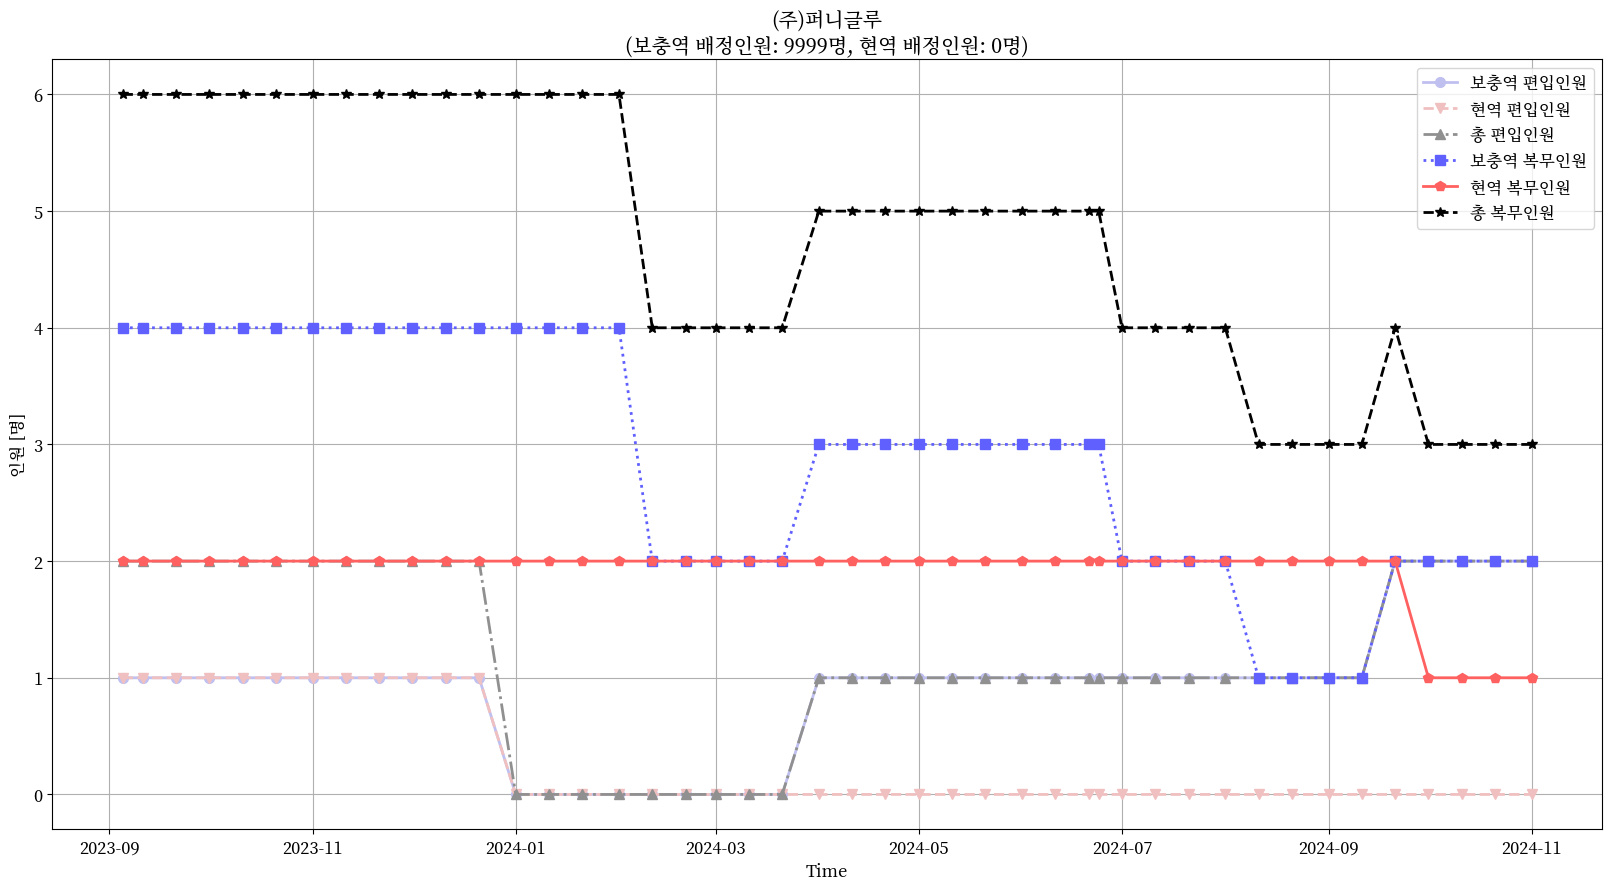 (주)퍼니글루
(보충역 배정인원: 9999명, 현역 배정인원: 0명)
보충역 편입인원
현역 편입인원
총 편입인원
보충역 복무인원
현역 복무인원
총 복무인원
인원 [명]
6
5
4
3
2
1
0
2023-09 2023-11 2024-01 2024-03 2024-05 2024-07 2024-09 2024-11
Time